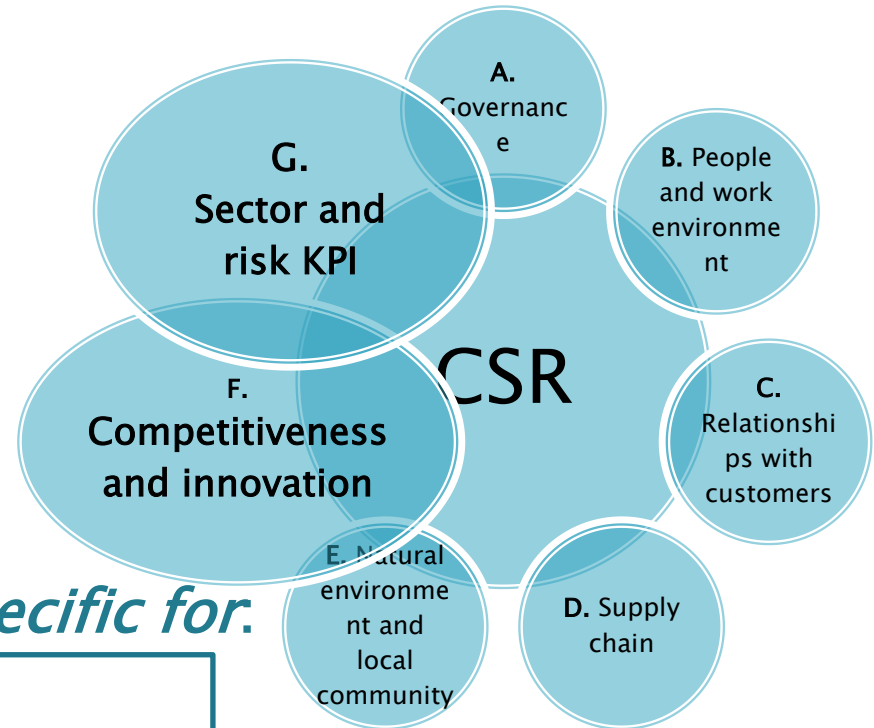 A.
Governanc
e
B. People
and work
environme
nt
C.
Relationshi
ps with
customers
D. Supply
chain
E. Natural
environme
nt and
local
community
F.
Competitiveness
and innovation
G.
Sector and
risk KPI
CSR
ecific for: